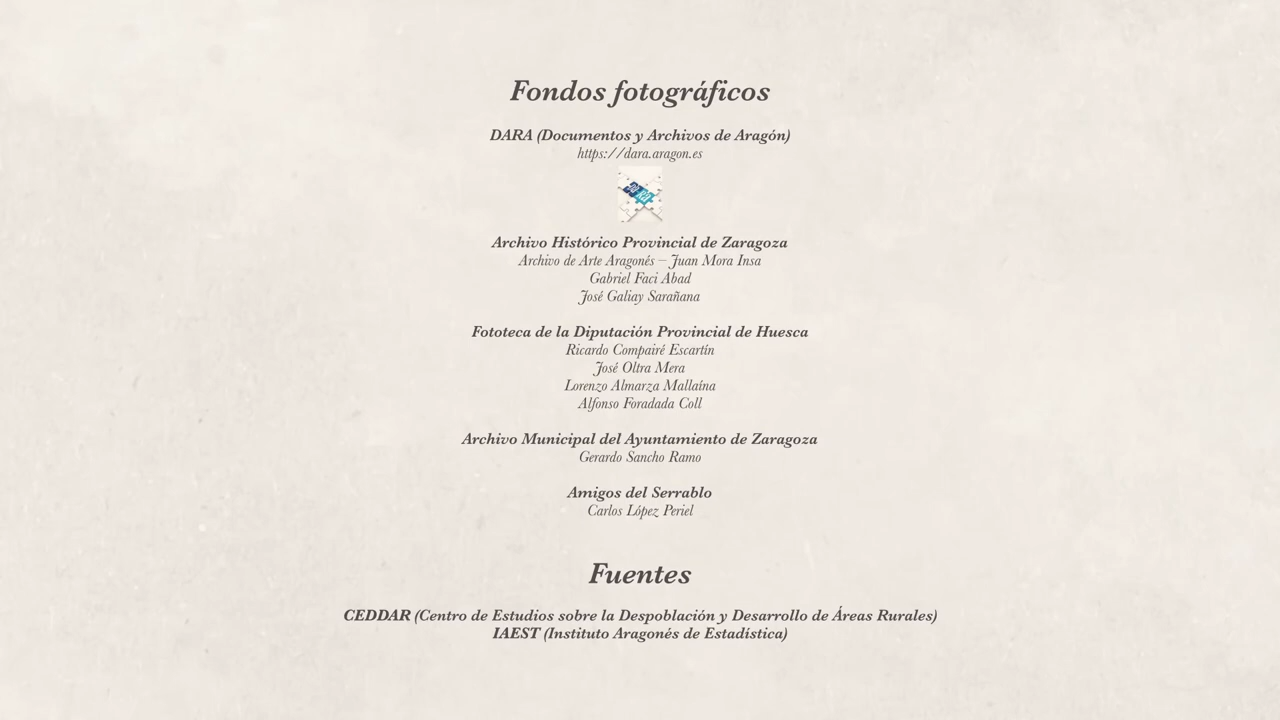 Fondos fotográficos
DARA (Documentos y Archivos de Aragón)
https://dara.aragon.es
DA RA
Archivo Histórico Provincial de Zaragoza
Archivo de Arte Aragonés – Juan Mora Insa
Gabriel Faci Abad
José Galiay Sarañana
Fototeca de la Diputación Provincial de Huesca
Ricardo Compairé Escartín
José Oltra Mera
Lorenzo Almarza Mallaína
Alfonso Foradada Coll
Archivo Municipal del Ayuntamiento de Zaragoza
Gerardo Sancho Ramo
Amigos del Serrablo
Carlos López Periel
Fuentes
CEDDAR (Centro de Estudios sobre la Despoblación y Desarrollo de Áreas Rurales)
IAEST (Instituto Aragonés de Estadística)